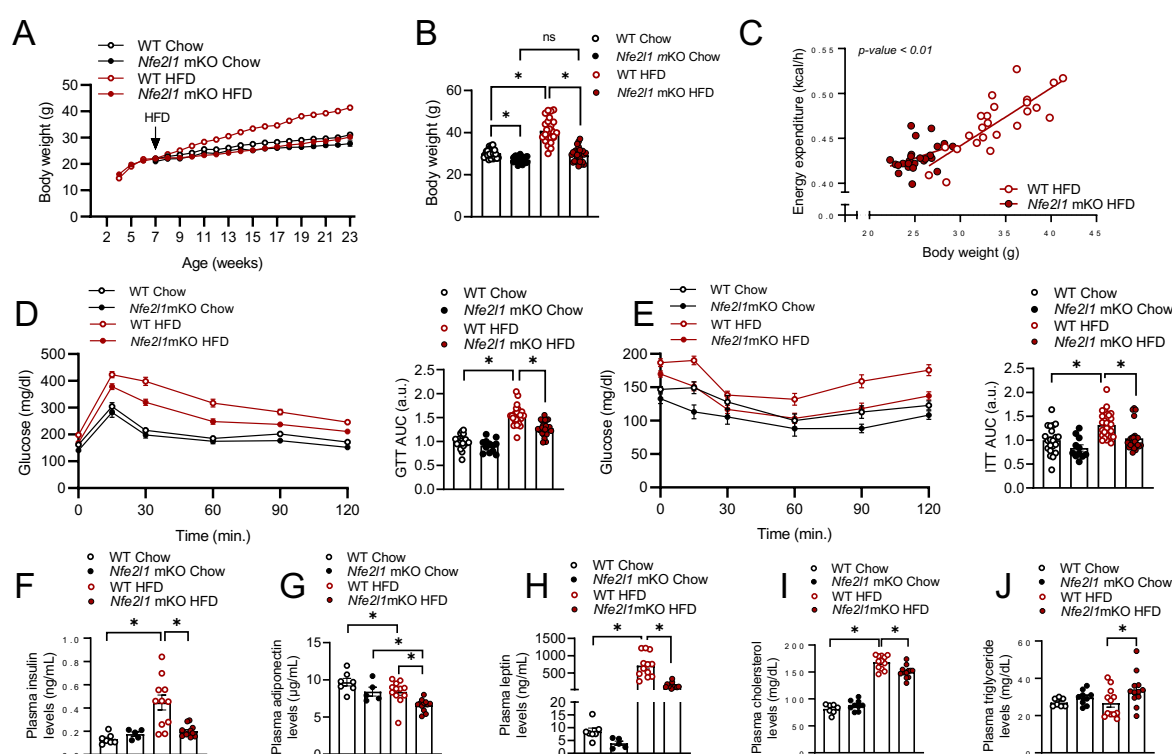 A
WT Chow
Nfe2l1 mKO Chow
WT HFD
Nfe2l1 mKO HFD
Body weight (g)
50
40
30
20
10
0
HFD
2 5 7 9 11 13 15 17 19 21 23
Age (weeks)
B
WT Chow
Nfe2l1 mKO Chow
WT HFD
Nfe2l1 mKO HFD
ns
* *
*
Body weight (g)
60
40
20
0
C
p-value < 0.01
Energy expenditure (kcal/h)
0.55
0.50
0.45
0.40
0.0
20 25 30 35 40 45
Body weight (g)
WT HFD
Nfe2l1 mKO HFD
D
WT Chow
Nfe2l1mKO Chow
WT HFD
Nfe2l1mKO HFD
Glucose (mg/dl)
500
400
300
200
100
0
0 30 60 90 120
Time (min.)
WT Chow
Nfe2l1 mKO Chow
WT HFD
Nfe2l1 mKO HFD
* *
GTT AUC (a.u.)
2.5
2.0
1.5
1.0
0.5
0.0
E
WT Chow
Nfe2l1 mKO Chow
WT HFD
Nfe2l1mKO HFD
Glucose (mg/dl)
200
150
100
50
0
0 30 60 90 120
Time (min.)
WT Chow
Nfe2l1 mKO Chow
WT HFD
Nfe2l1 mKO HFD
* *
ITT AUC (a.u.)
2.5
2.0
1.5
1.0
0.5
0.0
F
WT Chow
Nfe2l1 mKO Chow
WT HFD
Nfe2l1 mKO HFD
* *
Plasma insulin
levels (ng/mL)
1.0
0.8
0.6
0.4
0.2
G
WT Chow
Nfe2l1 mKO Chow
WT HFD
Nfe2l1mKO HFD
*
*
*
Plasma adiponectin
levels (µg/mL)
15
10
5
H
WT Chow
Nfe2l1 mKO Chow
WT HFD
Nfe2l1mKO HFD
* *
Plasma leptin
levels (ng/mL)
1500
1000
500
20
15
10
5
0
I
WT Chow
Nfe2l1 mKO Chow
WT HFD
Nfe2l1 mKO HFD
* *
Plasma cholersterol
levels (mg/dL)
200
150
100
50
0
J
WT Chow
Nfe2l1 mKO Chow
WT HFD
Nfe2l1mKO HFD
*
Plasma triglyceride
levels (mg/dL)
60
40
20
0